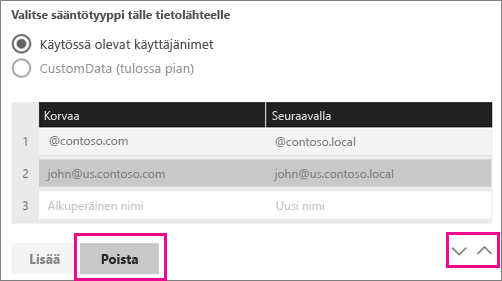 Valitse sääntötyyppi tälle tietolähteelle
Käytössä olevat käyttäjänimet
CustomData (tulossa pian)
Korvaa Seuraavalla
1 @contoso.com @contoso.local
2 john@us.contoso.com john@us.contoso.local
3 Alkuperäinen nimi Uusi nimi
Lisää Poista